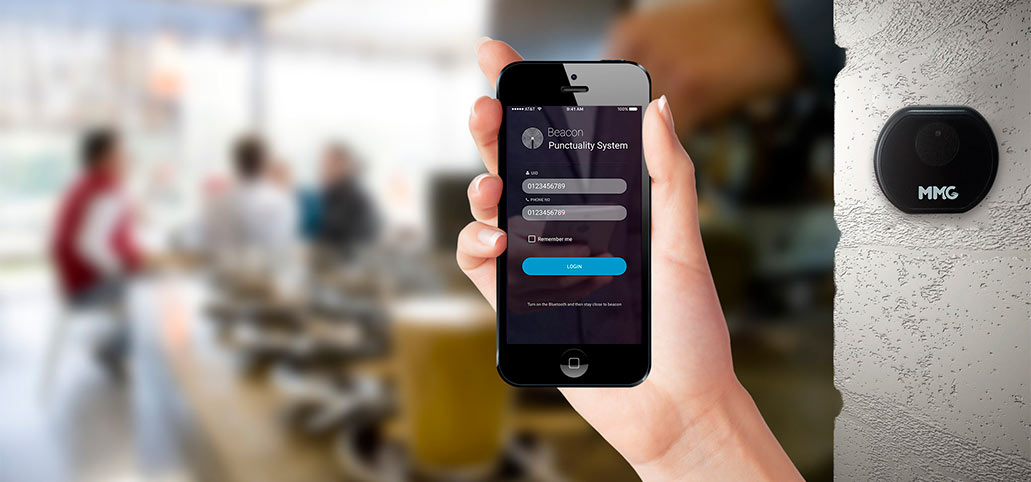 AT&T 9:41 AM 100%
Beacon
Punctuality System
UID
0123456789
PHONE NO
0123456789
Remember me
LOGIN
Turn on the Bluetooth and then stay close to beacon
MMG